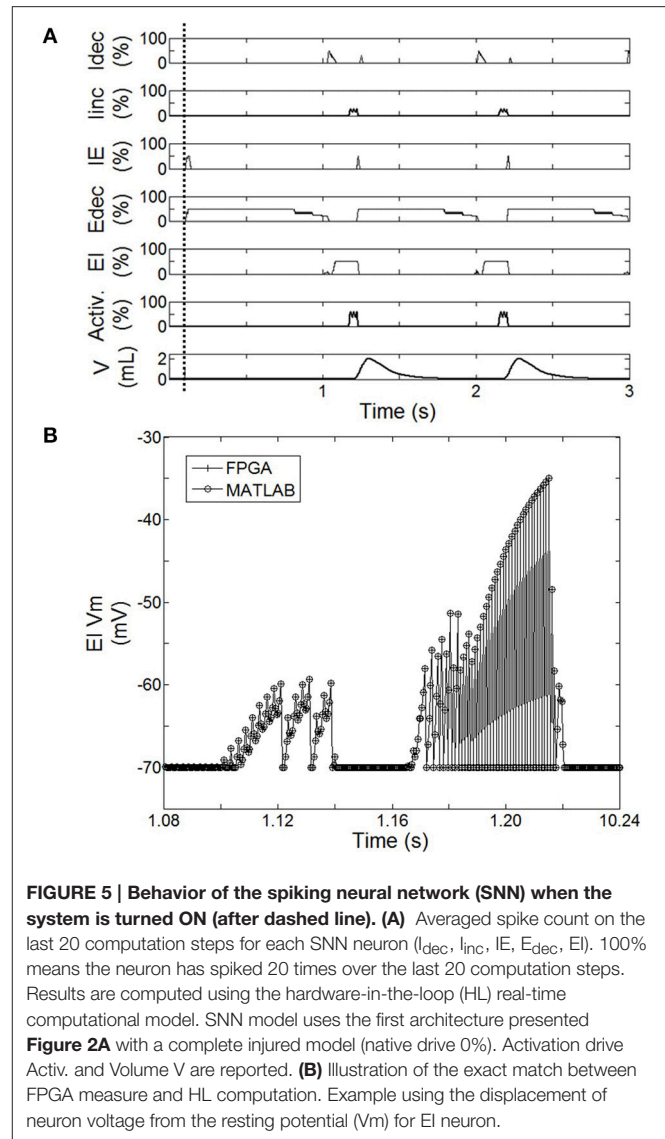 A
Idec (%)
100
0
Iinc (%)
100
0
IE (%)
100
0
Edec (%)
100
0
EI (%)
100
0
Activ. (%)
100
0
V (mL)
2
0
1 2 3
Time (s)
B
-30
-40
-50
-60
-70
EI Vm (mV)
FPGA
MATLAB
1.08 1.12 1.16 1.20 10.24
Time (s)
FIGURE 5 | Behavior of the spiking neural network (SNN) when the
system is turned ON (after dashed line). (A) Averaged spike count on the
last 20 computation steps for each SNN neuron (Idec, Iinc, IE, Edec, EI). 100%
means the neuron has spiked 20 times over the last 20 computation steps.
Results are computed using the hardware-in-the-loop (HL) real-time
computational model. SNN model uses the first architecture presented
Figure 2A with a complete injured model (native drive 0%). Activation drive
Activ. and Volume V are reported. (B) Illustration of the exact match between
FPGA measure and HL computation. Example using the displacement of
neuron voltage from the resting potential (Vm) for EI neuron.